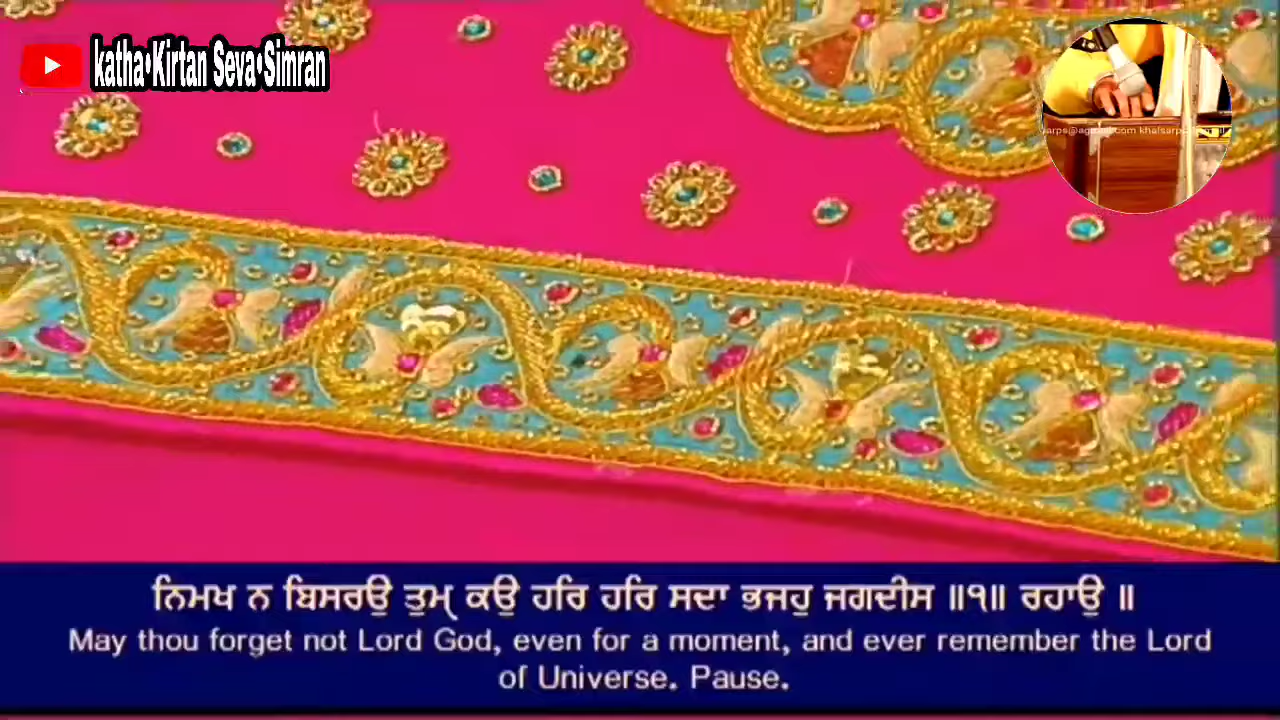 katha•Kirtan Seva•Simran
ਨਿਮਖ ਨ ਬਿਸਰਉ ਤੁਮ੍ ਕਉ ਹਰਿ ਹਰਿ ਸਦਾ ਭਜਹੁ ਜਗਦੀਸ ॥੧॥ ਰਹਾਉ ॥
May thou forget not Lord God, even for a moment, and ever remember the Lord
of Universe. Pause.